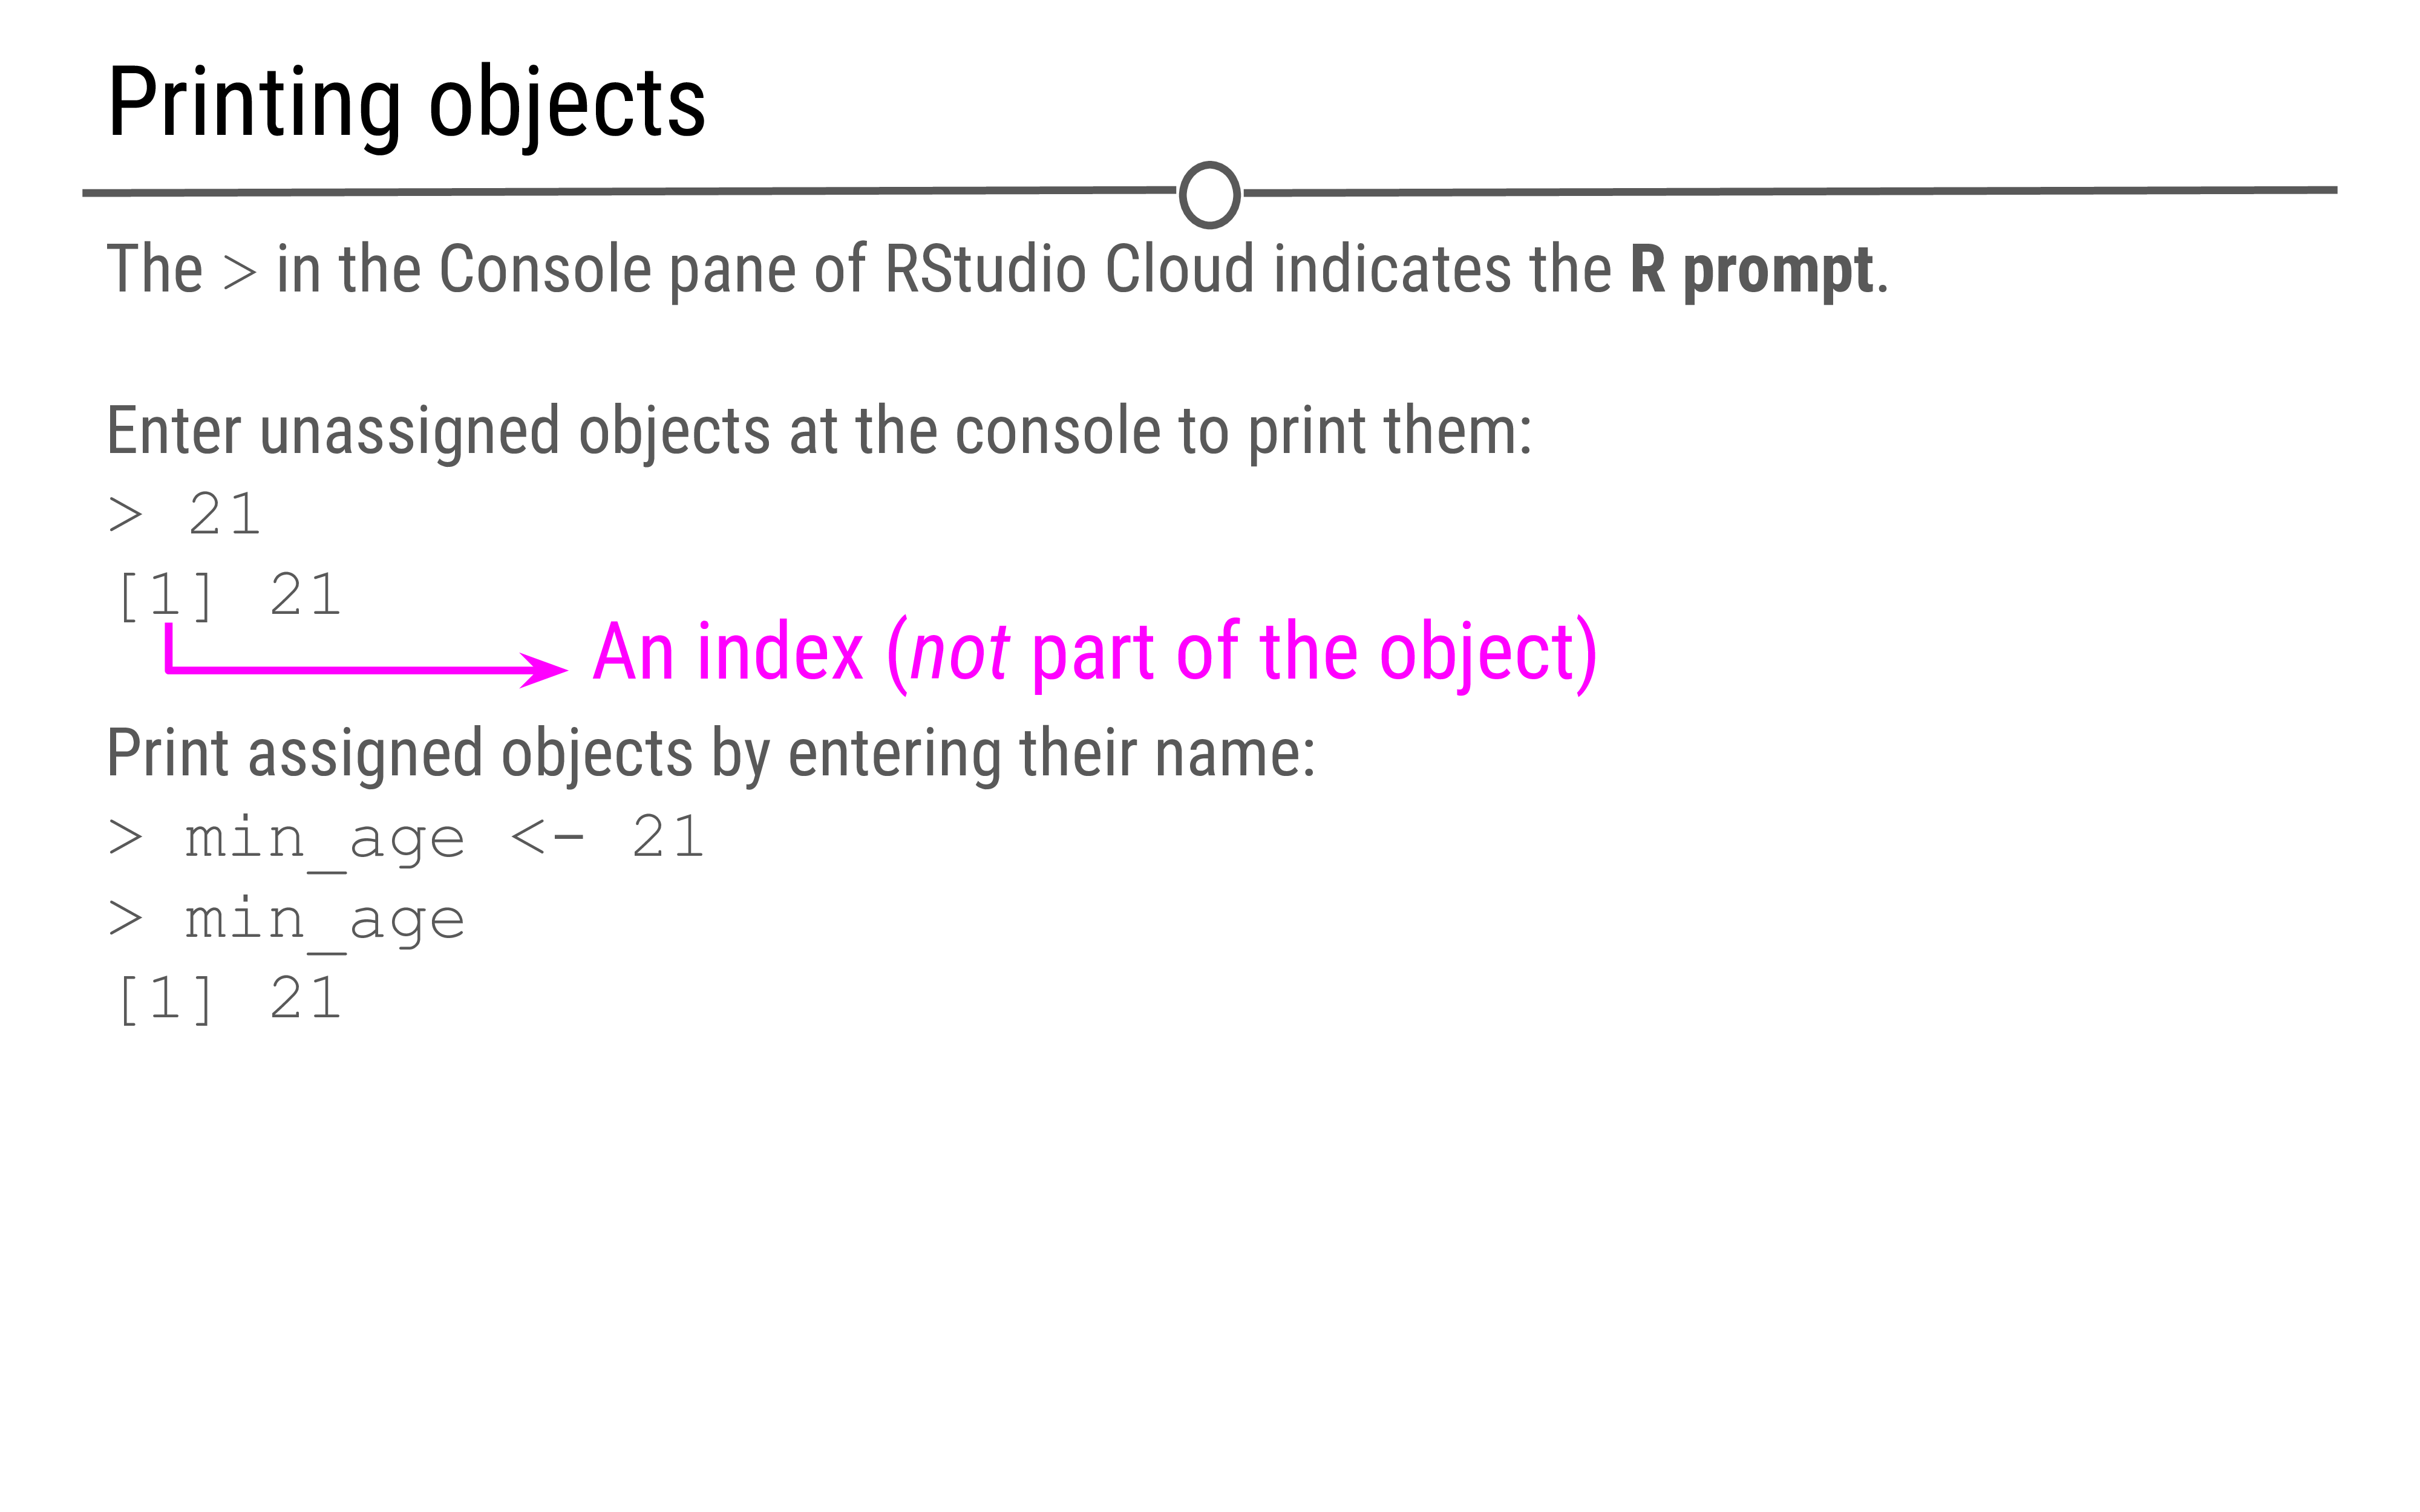 Printing objects
The > in the Console pane of RStudio Cloud indicates the R prompt.
Enter unassigned objects at the console to print them:
> 21
[1] 21
An index (not part of the object)
Print assigned objects by entering their name:
> min_age <- 21
> min_age
[1] 21